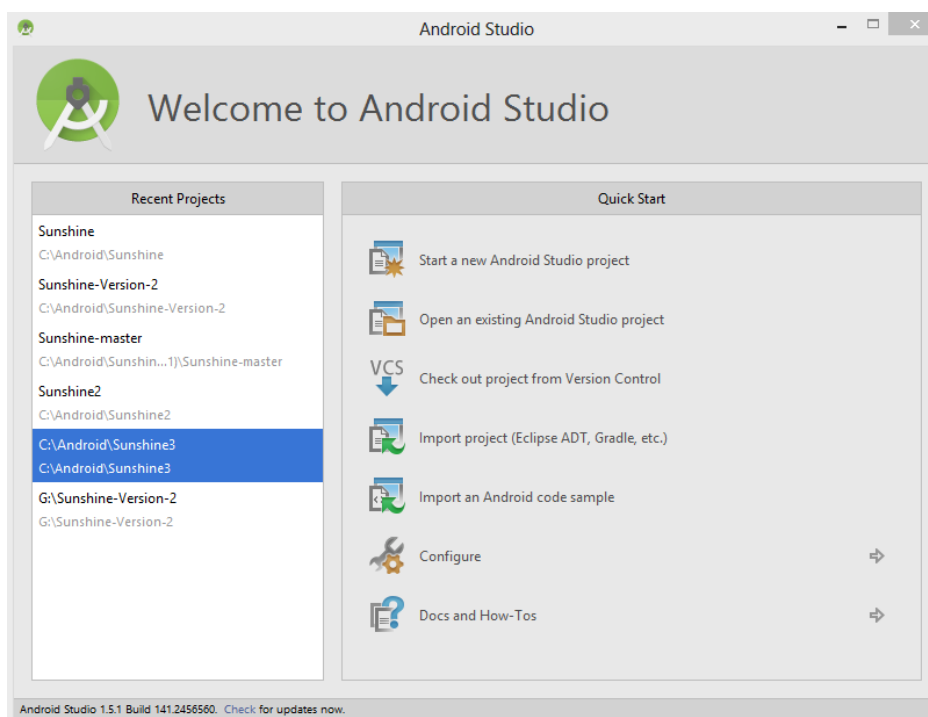 Android Studio
Welcome to Android Studio
Recent Projects
Sunshine
C:\Android\Sunshine
Sunshine-Version-2
C:\Android\Sunshine-Version-2
Sunshine-master
C:\Android\Sunshin...1)\Sunshine-master
Sunshine2
C:\Android\Sunshine2
C:\Android\Sunshine3
C:\Android\Sunshine3
G:\Sunshine-Version-2
G:\Sunshine-Version-2
Quick Start
Start a new Android Studio project
Open an existing Android Studio project
VCS
Check out project from Version Control
Import project (Eclipse ADT, Gradle, etc.)
Import an Android code sample
Configure
Docs and How-Tos
Android Studio 1.5.1 Build 141.2456560. Check for updates now.